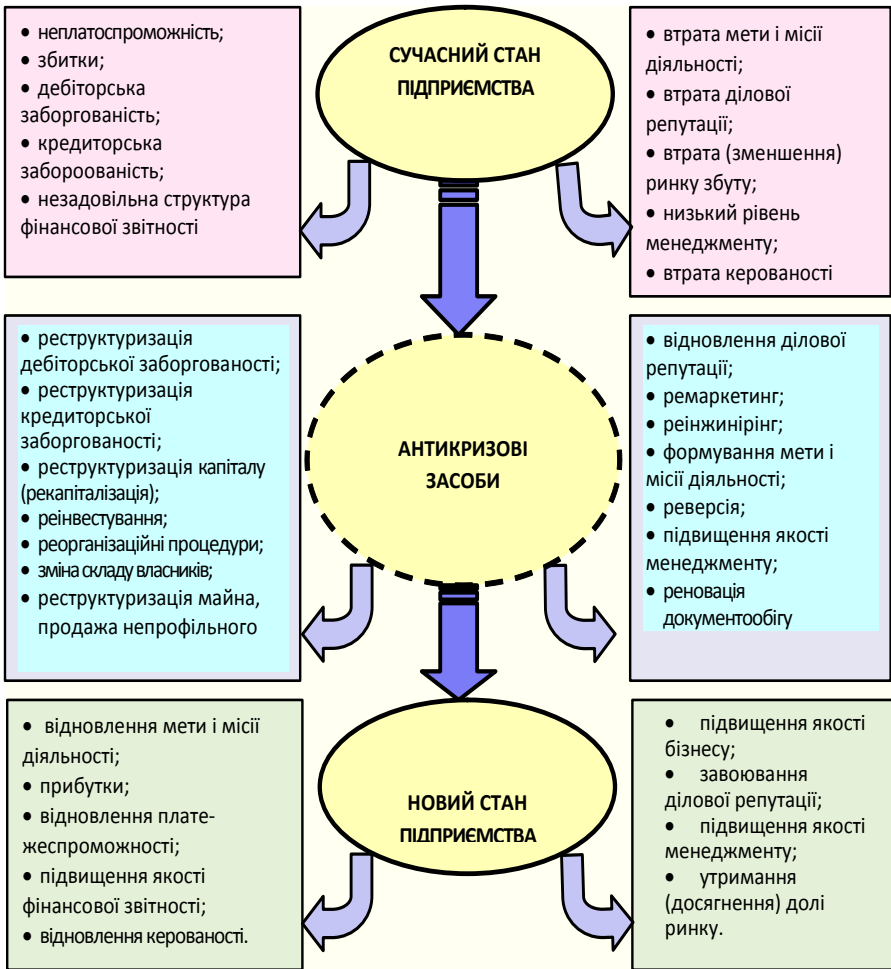 • неплатоспроможність;
• збитки;
• дебіторська
заборгованість;
• кредиторська
забороованість;
• незадовільна структура
фінансової звітності
СУЧАСНИЙ СТАН
ПІДПРИЄМСТВА
• втрата мети і місії
діяльності;
• втрата ділової
репутації;
• втрата (зменшення)
ринку збуту;
• низький рівень
менеджменту;
• втрата керованості
• реструктуризація
дебіторської заборгованості;
• реструктуризація
кредиторської
заборгованості;
• реструктуризація капіталу
(рекапіталізація);
• реінвестування;
• реорганізаційні процедури;
• зміна складу власників;
• реструктуризація майна,
продажа непрофільного
АНТИКРИЗОВІ
ЗАСОБИ
• відновлення ділової
репутації;
• ремаркетинг;
• реінжинірінг;
• формування мети і
місії діяльності;
• реверсія;
• підвищення якості
менеджменту;
• реновація
документообігу
• відновлення мети і місії
діяльності;
• прибутки;
• відновлення плате-
жеспроможності;
• підвищення якості
фінансової звітності;
• відновлення керованості.
НОВИЙ СТАН
ПІДПРИЄМСТВА
• підвищення якості
бізнесу;
• завоювання
ділової репутації;
• підвищення якості
менеджменту;
• утримання
(досягнення) долі
ринку.